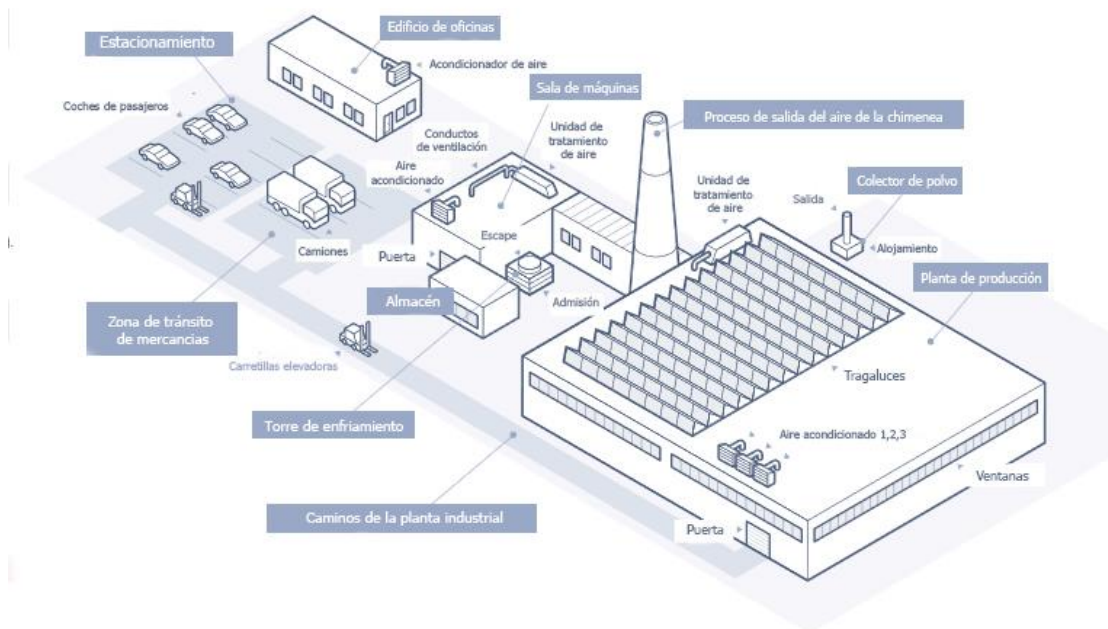 Edificio de oficinas
Estacionamiento
Acondicionador de aire
Sala de máquinas
Coches de pasajeros
Proceso de salida del aire de la chimenea
Conductos
de ventilación
Unidad de
tratamiento
de aire
Aire
acondicionado
Unidad de
tratamiento
de aire
Colector de polvo
Salida
Escape
Camiones
Alojamiento
Puerta
Planta de producción
Almacén
Admisión
Zona de tránsito
de mercancias
Carretillas elevadoras
Tragaluces
Torre de enfriamiento
Aire acondicionado 1,2,3
Ventanas
Caminos de la planta industrial
Puerta